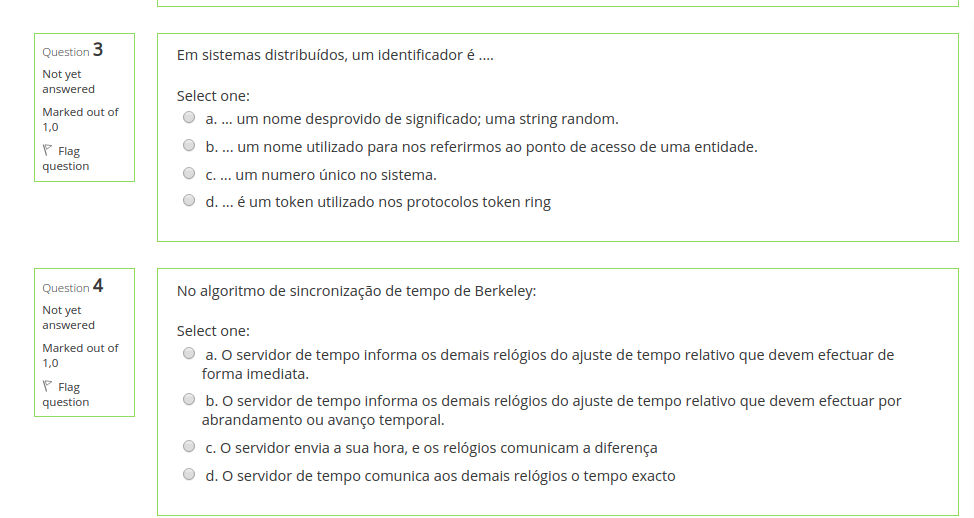 Question 3
Not yet
answered
Marked out of
1,0
Flag
question
Em sistemas distribuídos, um identificador é ....
Select one:
a. ... um nome desprovido de significado; uma string random.
b. ... um nome utilizado para nos referirmos ao ponto de acesso de uma entidade.
c. ... um numero único no sistema.
d. ... é um token utilizado nos protocolos token ring
Question 4
Not yet
answered
Marked out of
1,0
Flag
question
No algoritmo de sincronização de tempo de Berkeley:
Select one:
a. O servidor de tempo informa os demais relógios do ajuste de tempo relativo que devem efectuar de
forma imediata.
b. O servidor de tempo informa os demais relógios do ajuste de tempo relativo que devem efectuar por
abrandamento ou avanço temporal.
c. O servidor envia a sua hora, e os relógios comunicam a diferença
d. O servidor de tempo comunica aos demais relógios o tempo exacto